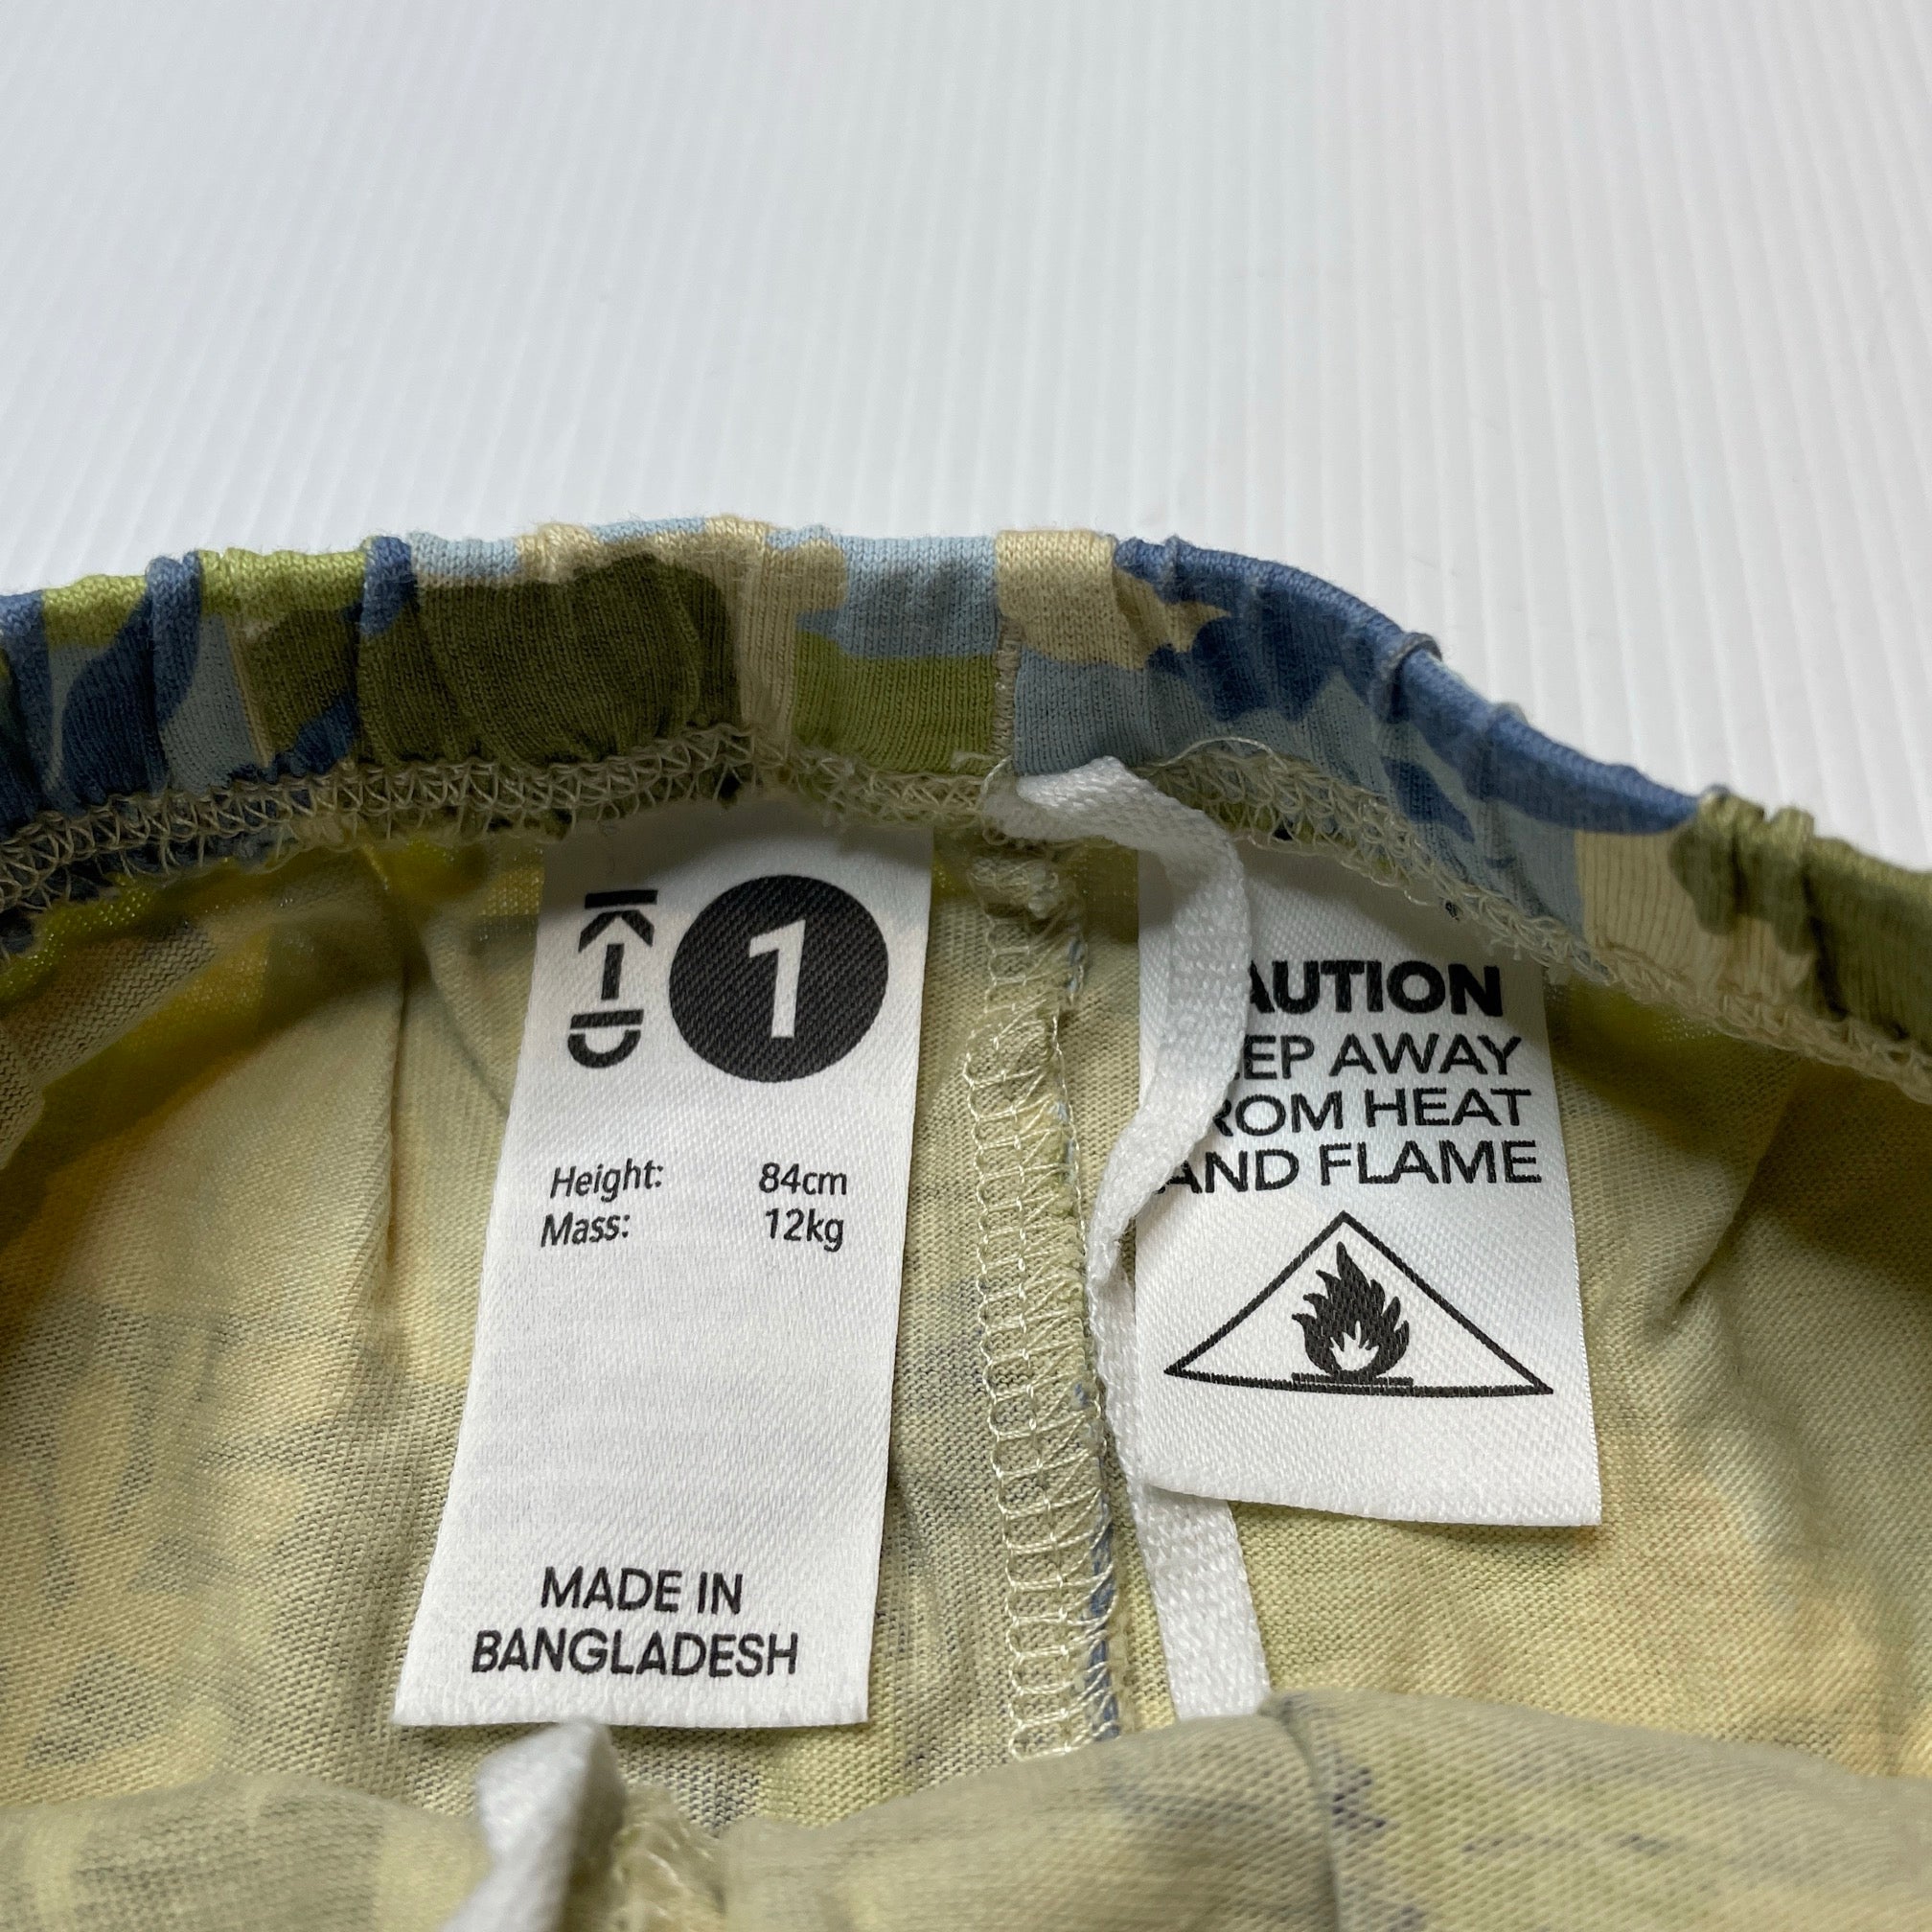 K-D
1
Height: 84cm
Mass: 12kg
MADE IN
BANGLADESH
AUTION
EP AWAY
ROM HEAT
AND FLAME